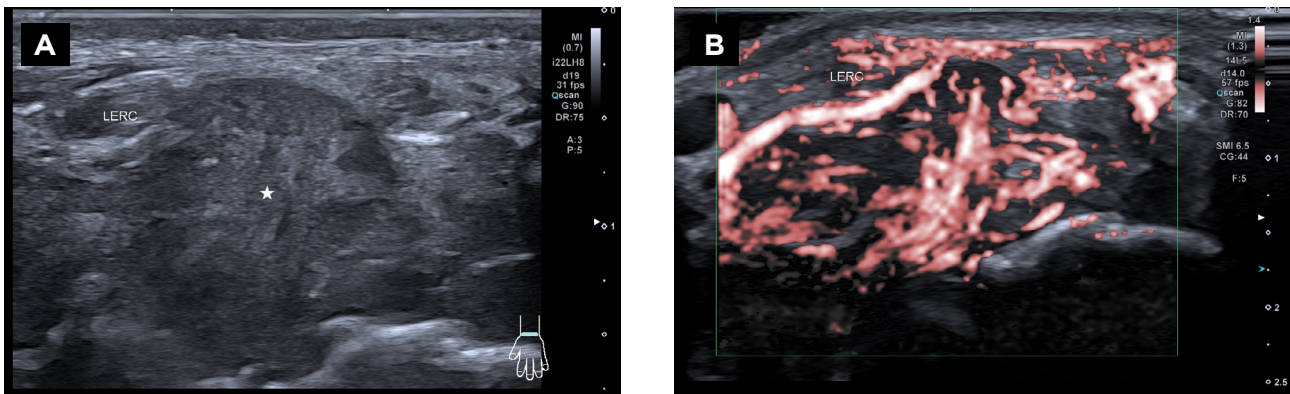 A
LERC
0
MI
(0.7)
i22LH8
d19
31 fps
Qscan
G:90
DR:75
A:3
P:5
1
B
LERC
0
1.4
MI
(1.3)
14L5
d14.0
57 fps
Qscan
G:82
DR:70
SMI 6.5
CG:44
F:5
1
2
2.5